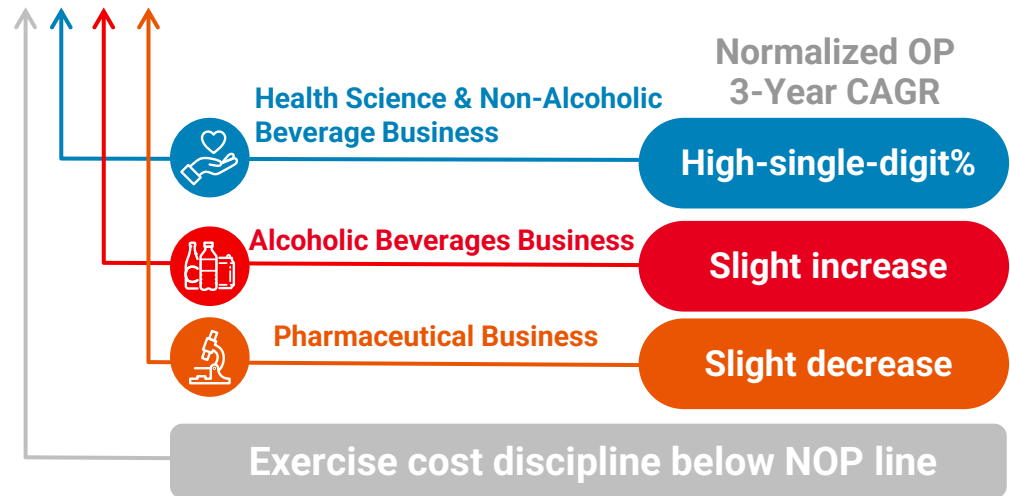 Normalized OP
3-Year CAGR
Health Science & Non-Alcoholic
Beverage Business
High-single-digit%
Alcoholic Beverages Business
Slight increase
Pharmaceutical Business
Slight decrease
Exercise cost discipline below NOP line